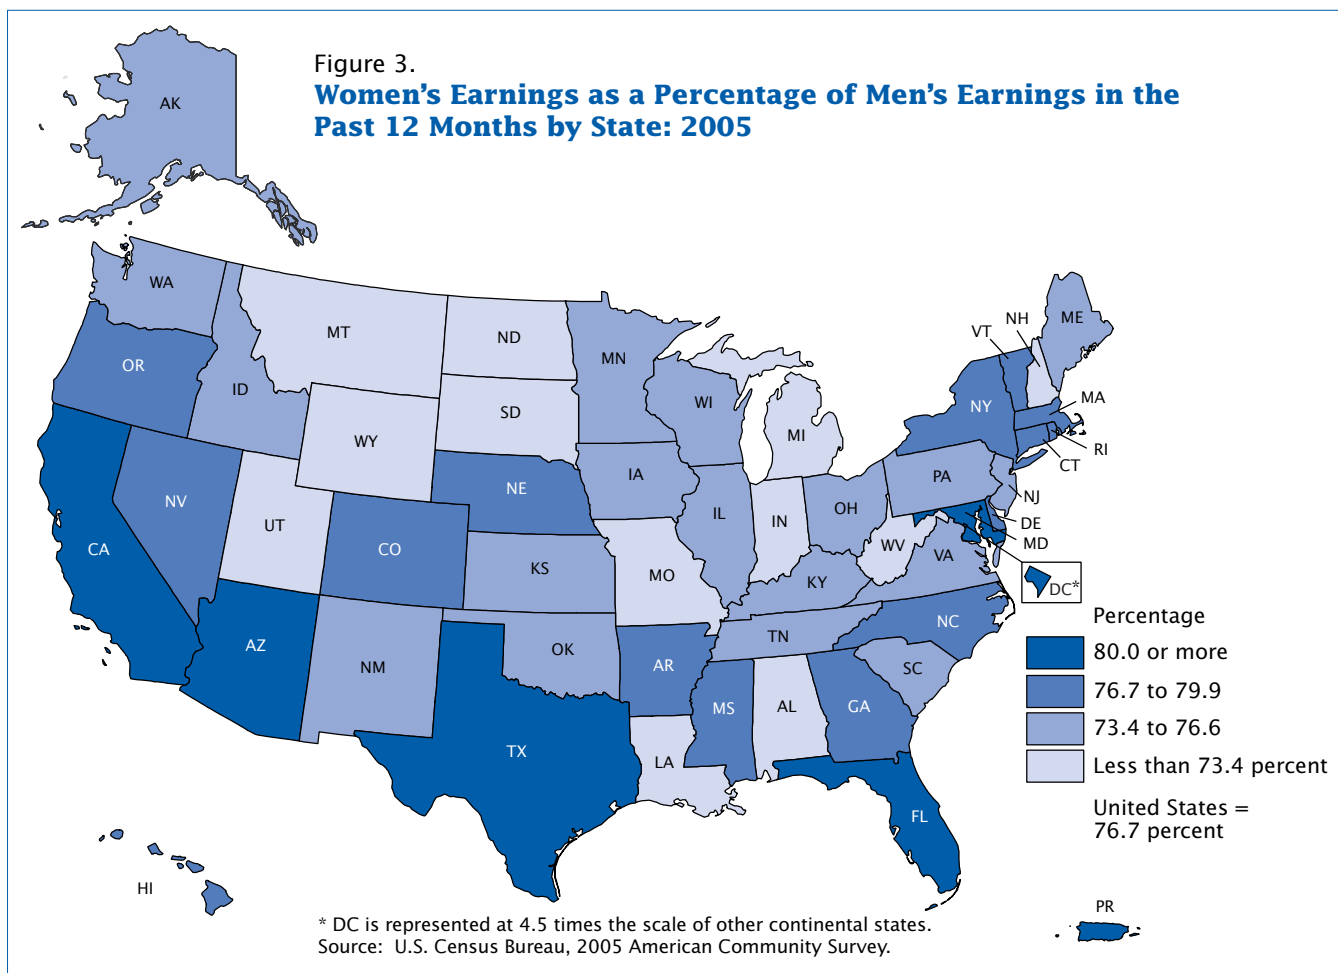 Figure 3.
Women's Earnings as a Percentage of Men's Earnings in the
Past 12 Months by State: 2005
AK
WA
MT
ND
MN
VT
NH
ME
OR
ID
SD
WI
NY
MA
WY
MI
RI
CT
NV
UT
NE
IA
IL
IN
OH
PA
NJ
DE
MD
CA
CO
KS
MO
WV
VA
KY
DC*
AZ
NM
OK
AR
TN
NC
SC
TX
LA
MS
AL
GA
FL
HI
PR
Percentage
80.0 or more
76.7 to 79.9
73.4 to 76.6
Less than 73.4 percent
United States =
76.7 percent
* DC is represented at 4.5 times the scale of other continental states.
Source: U.S. Census Bureau, 2005 American Community Survey.